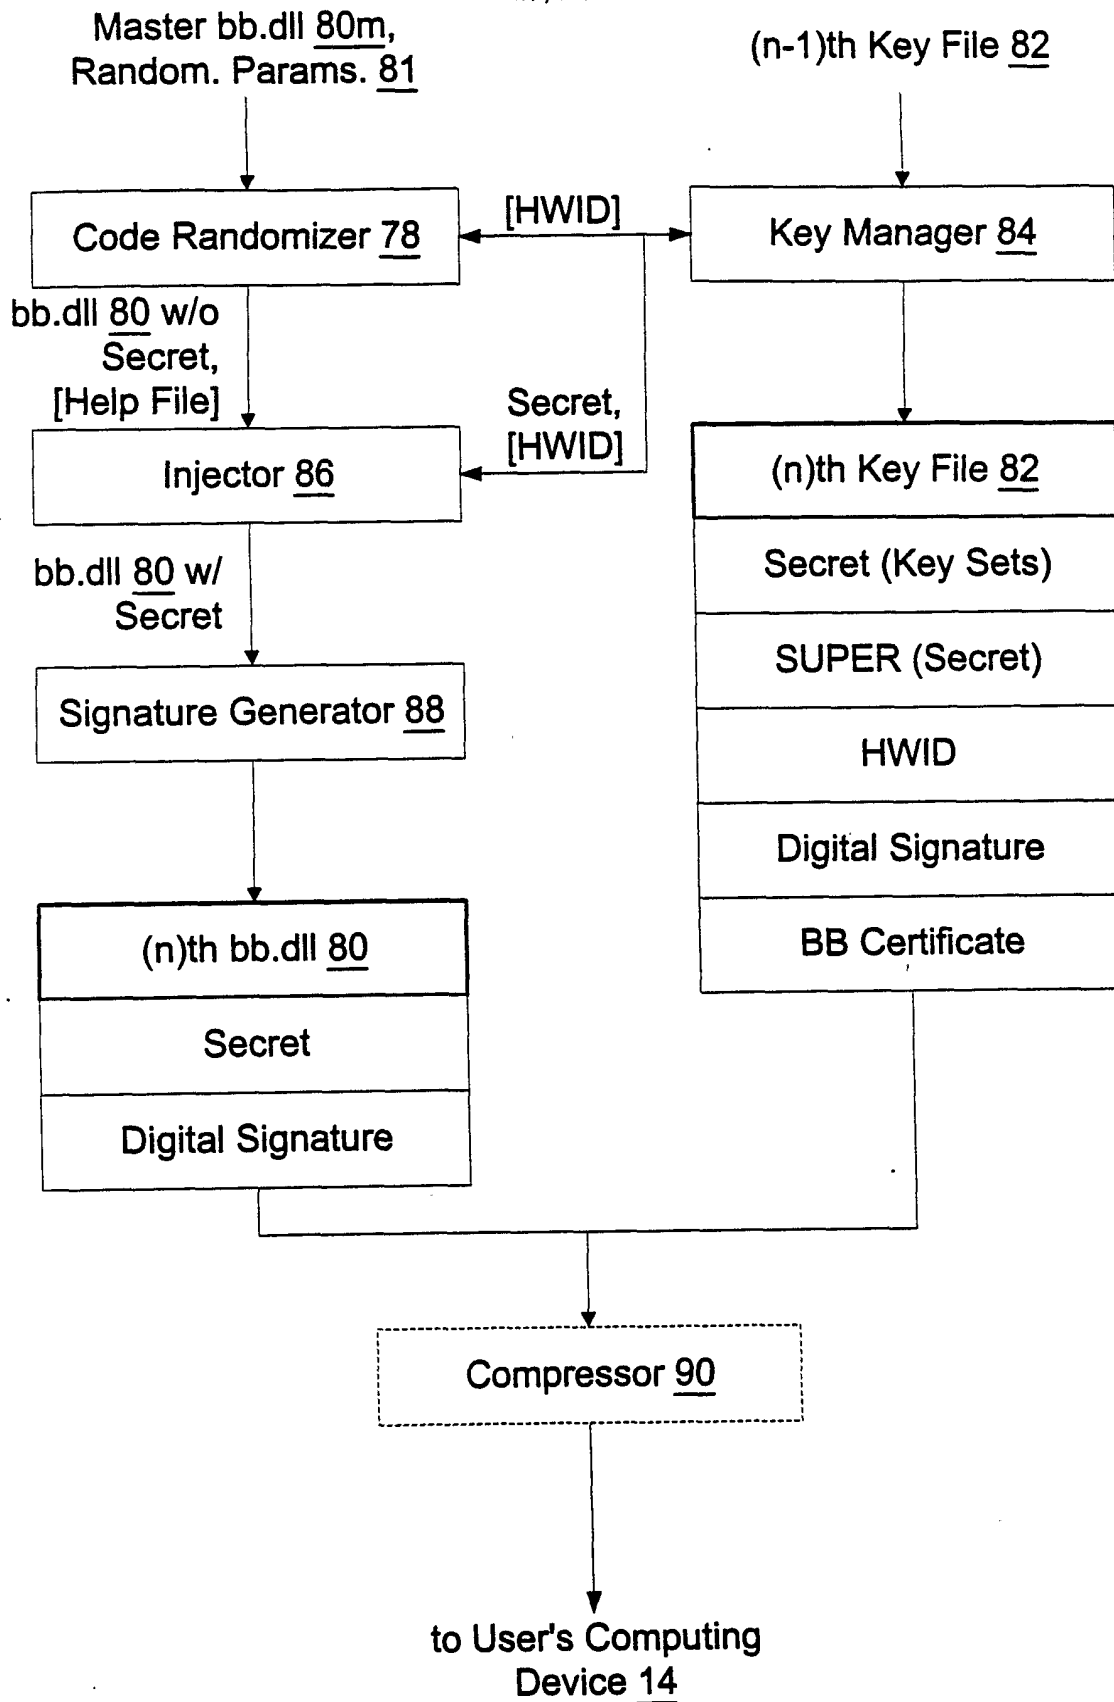 Master bb.dll 80m,
Random. Params. 81
(n-1)th Key File 82
Code Randomizer 78
[HWID]
Key Manager 84
bb.dll 80 w/o
Secret,
[Help File]
Secret,
[HWID]
Injector 86
(n)th Key File 82
bb.dll 80 w/
Secret
Secret (Key Sets)
SUPER (Secret)
Signature Generator 88
HWID
Digital Signature
BB Certificate
(n)th bb.dll 80
Secret
Digital Signature
Compressor 90
to User's Computing
Device 14